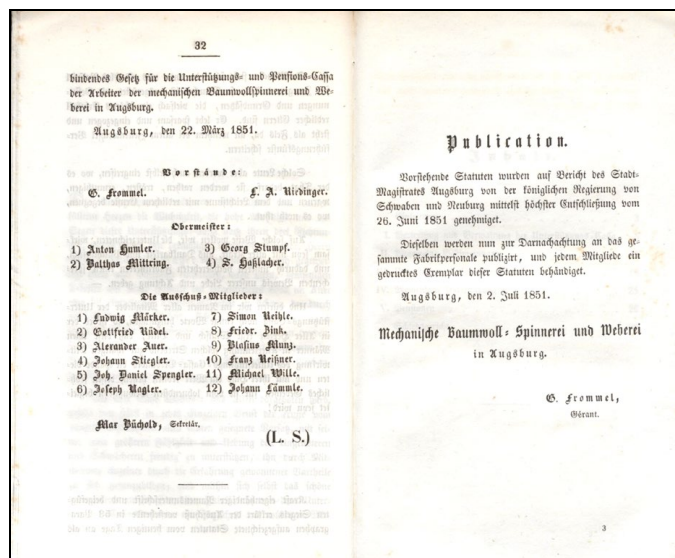 32
bindendes Gesetz für die Unterstützungs- und Pensions-Cassa
der Arbeiter der mechanischen Baumwollspinnerei und We-
berei in Augsburg.
Augsburg, den 22. März 1851.
Vorstände:
G. Frommel. L. A. Riedinger.
Obermeister:
1) Anton Humler. 3) Georg Stumpf.
2) Balthas Mittring. 4) S. Haßlacher.
Die Ausschuß-Mitglieder:
1) Ludwig Märker. 7) Simon Neihle.
2) Gottfried Rüdel. 8) Friedr. Zink.
3) Alexander Auer. 9) Blasius Munz.
4) Johann Stiegler. 10) Franz Reißner.
5) Joh. Daniel Spengler. 11) Michael Wille.
6) Joseph Nagler. 12) Johann Lämmle.
Max Büchold, Sekretär.
(L. S.)
Publication.
Vorstehende Statuten wurden auf Bericht des Stadt-
Magistrates Augsburg von der königlichen Regierung von
Schwaben und Neuburg mittelst höchster Entschließung vom
26. Juni 1851 genehmiget.
Dieselben werden nun zur Darnachachtung an das ge-
sammte Fabrikpersonale publizirt, und jedem Mitgliede ein
gedrucktes Exemplar dieser Statuten behändiget.
Augsburg, den 2. Juli 1851.
Mechanische Baumwoll-Spinnerei und Weberei
in Augsburg.
G. Frommel,
Gérant.
3